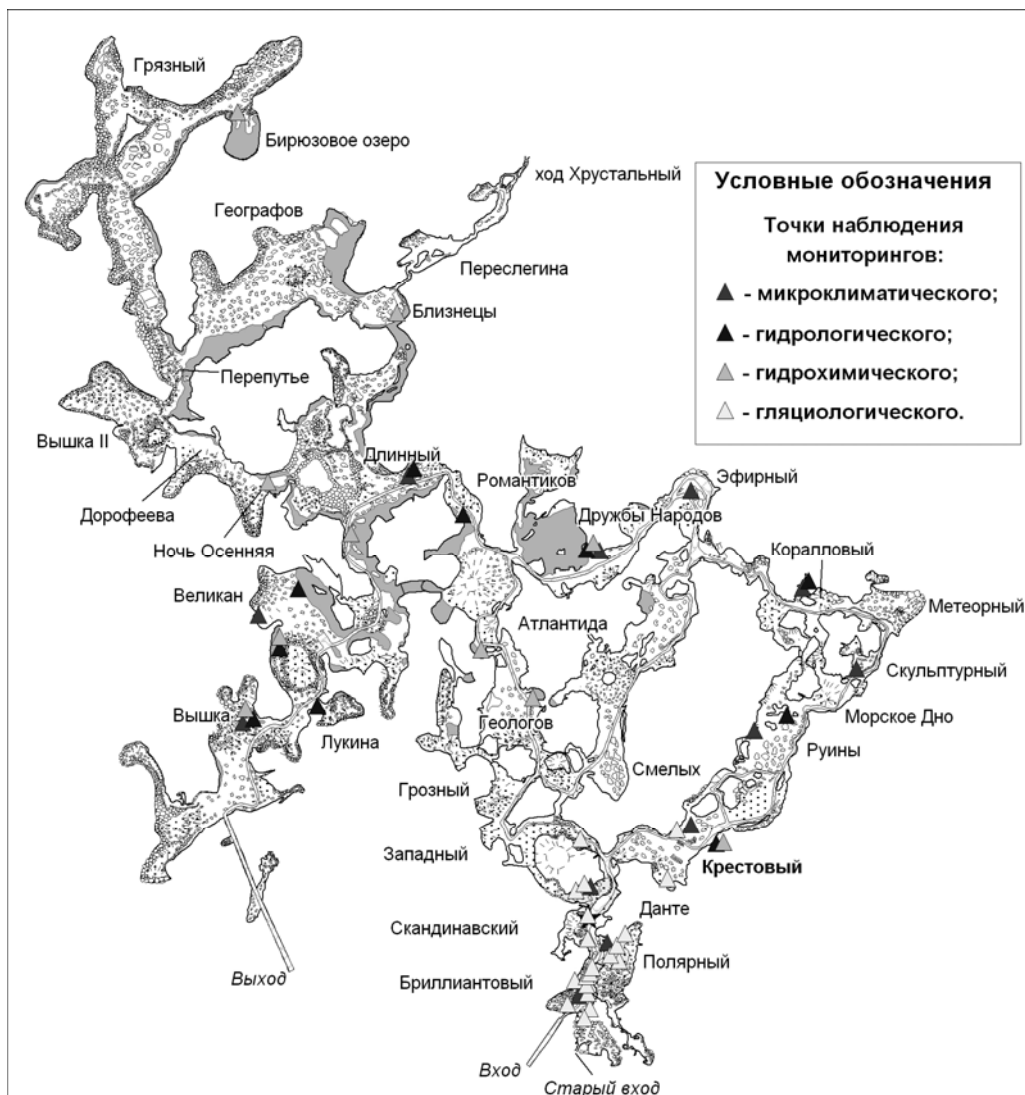 Грязный
Бирюзовое озеро
ход Хрустальный
Географов
Переслегина
Близнецы
Перепутье
Вышка II
Длинный
Романтиков
Эфирный
Дорофеева
Дружбы Народов
Ночь Осенняя
Коралловый
Великан
Метеорный
Атлантида
Скульптурный
Вышка
Лукина
Геологов
Морское Дно
Руины
Смелых
Грозный
Западный
Крестовый
Данте
Скандинавский
Полярный
Бриллиантовый
Выход
Вход
Старый вход
Условные обозначения
Точки наблюдения
мониторингов:
- микроклиматического;
- гидрологического;
- гидрохимического;
- гляциологического.